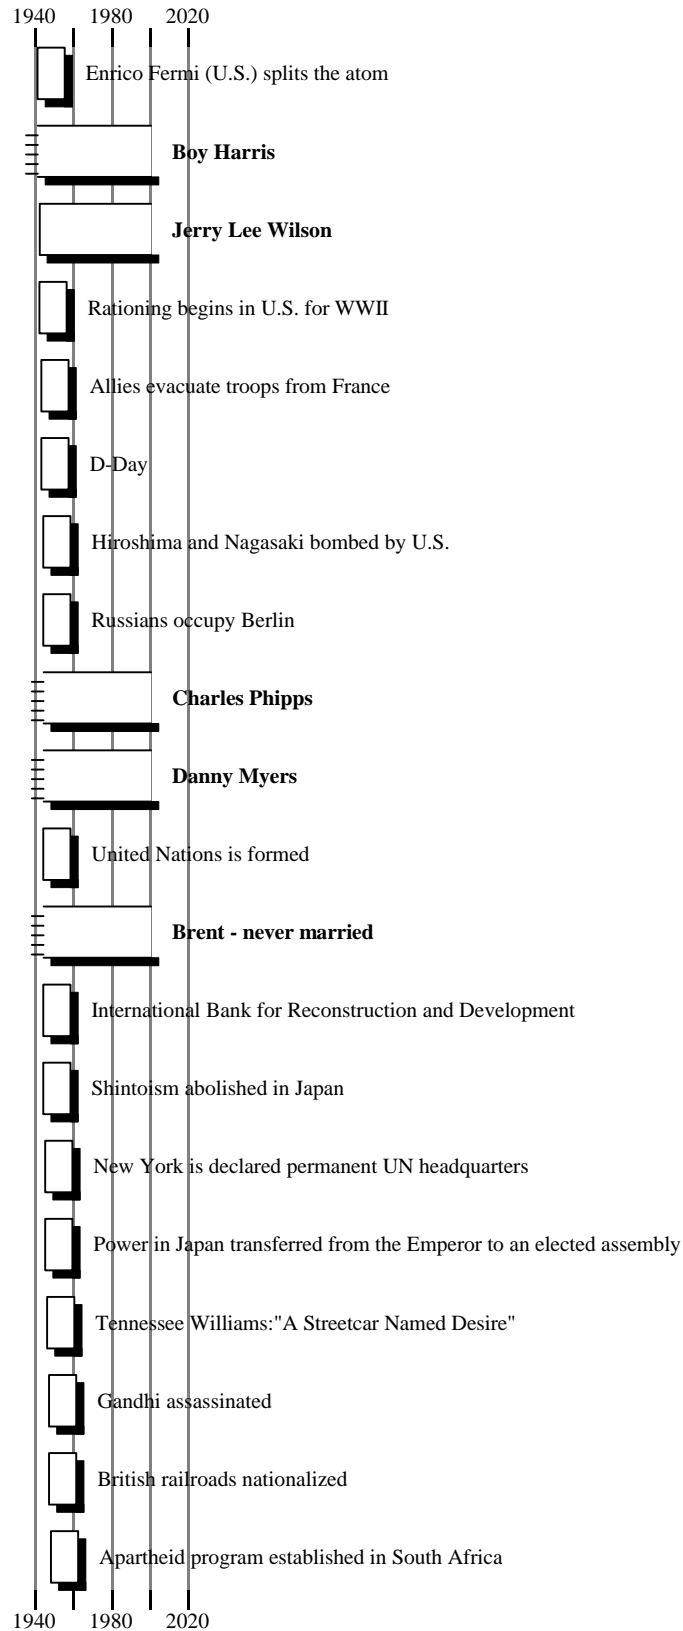 1940 1980 2020
Enrico Fermi (U.S.) splits the atom
Boy Harris
Jerry Lee Wilson
Rationing begins in U.S. for WWII
Allies evacuate troops from France
D-Day
Hiroshima and Nagasaki bombed by U.S.
Russians occupy Berlin
Charles Phipps
Danny Myers
United Nations is formed
Brent - never married
International Bank for Reconstruction and Development
Shintoism abolished in Japan
New York is declared permanent UN headquarters
Power in Japan transferred from the Emperor to an elected assembly
Tennessee Williams:"A Streetcar Named Desire"
Gandhi assassinated
British railroads nationalized
Apartheid program established in South Africa
1940 1980 2020